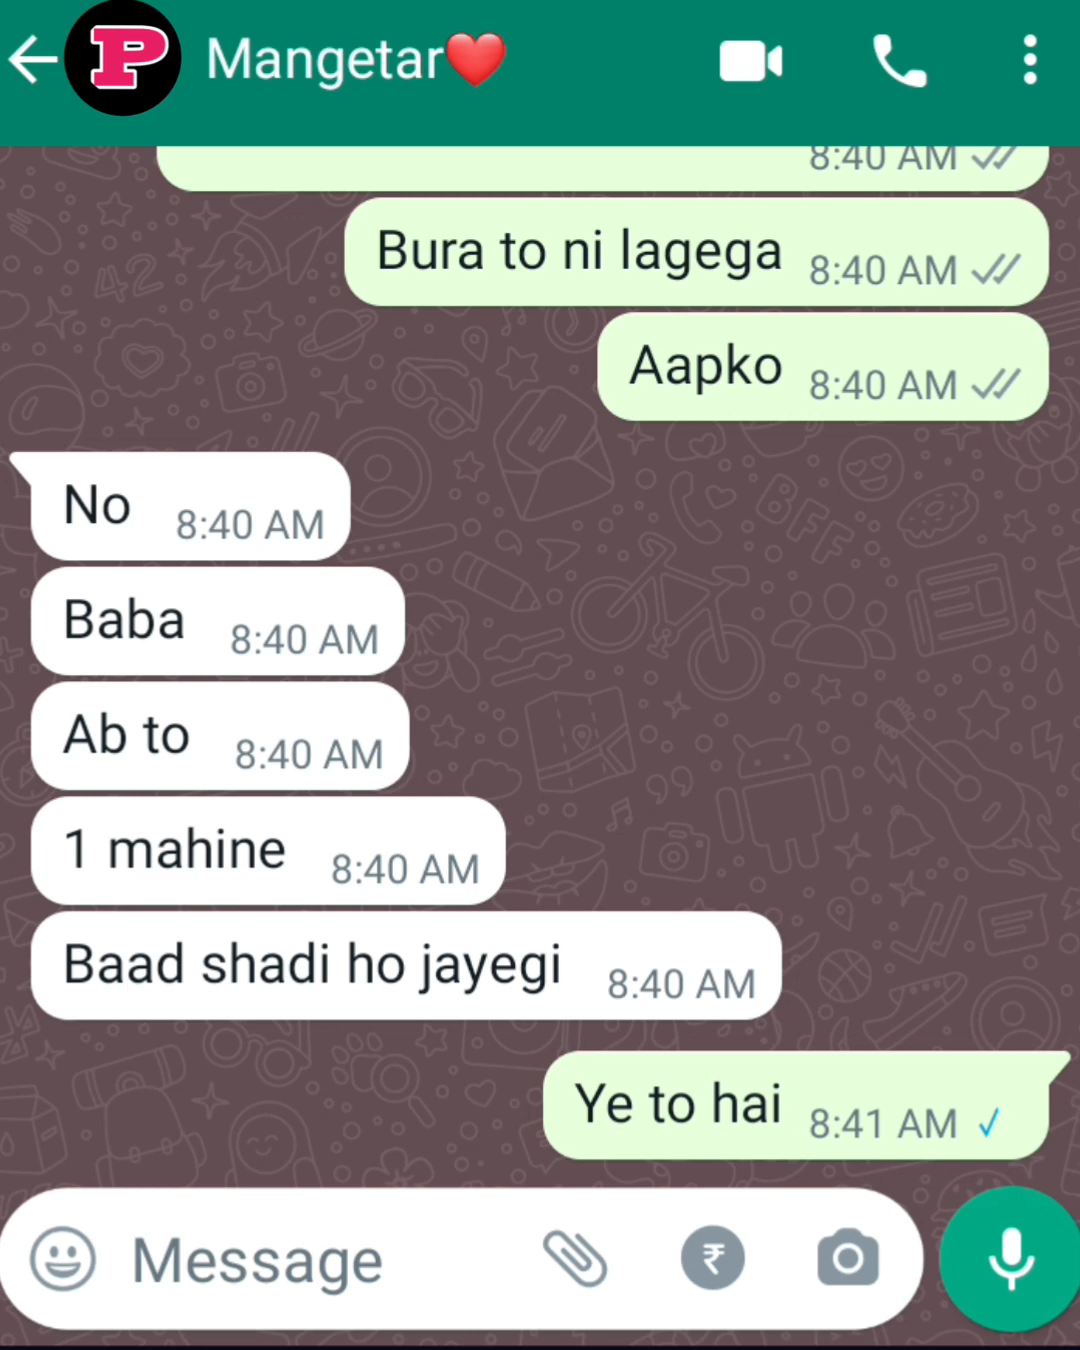 P
Mangetar❤️
8:40 AM
Bura to ni lagega 8:40 AM
Aapko 8:40 AM
No 8:40 AM
Baba 8:40 AM
Ab to 8:40 AM
1 mahine 8:40 AM
Baad shadi ho jayegi 8:40 AM
Ye to hai 8:41 AM
Message ₹